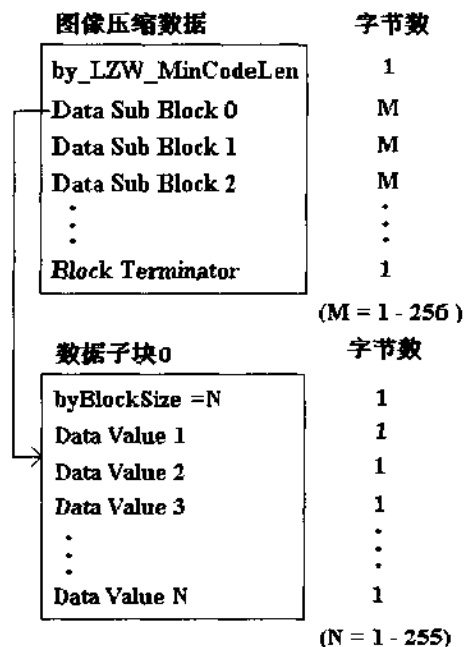 图像压缩数据 字节数
by_LZW_MinCodeLen 1
Data Sub Block 0 M
Data Sub Block 1 M
Data Sub Block 2 M
Block Terminator 1
(M = 1 - 256 )
数据子块0 字节数
byBlockSize =N 1
Data Value 1 1
Data Value 2 1
Data Value 3 1
Data Value N 1
(N = 1 - 255)